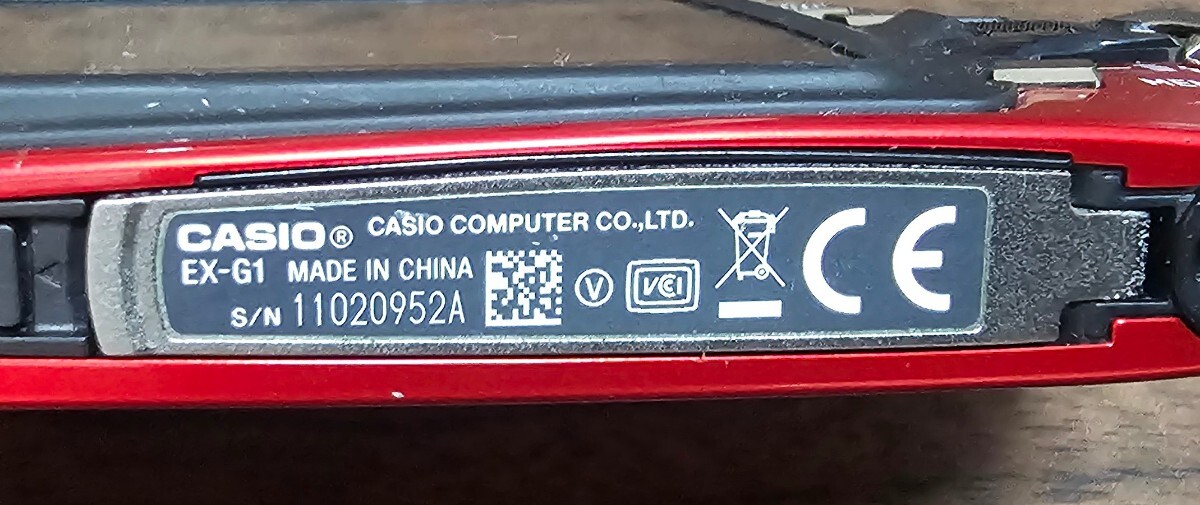 CASIO® CASIO COMPUTER CO.,LTD.
EX-G1 MADE IN CHINA
S/N 11020952A
V
VCI
CE